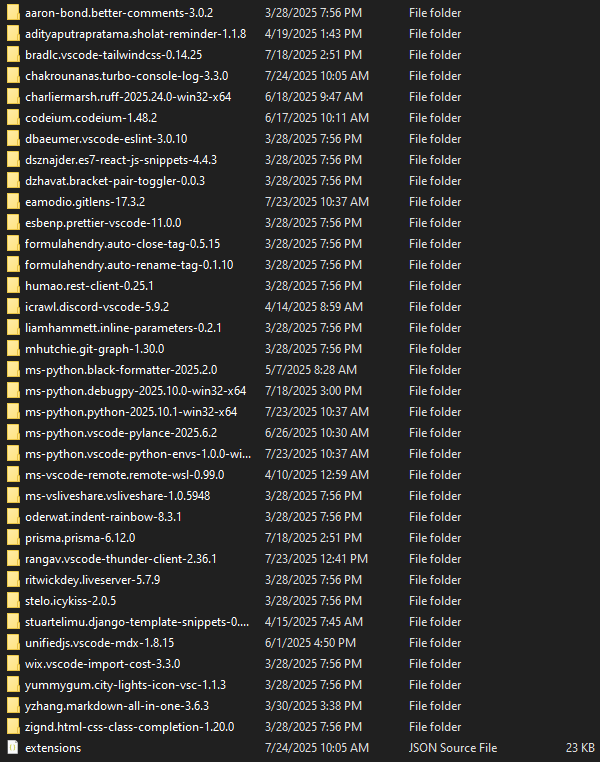 aaron-bond.better-comments-3.0.2 3/28/2025 7:56 PM File folder
adityaputrapratama.sholat-reminder-1.1.8 4/19/2025 1:43 PM File folder
bradlc.vscode-tailwindcss-0.14.25 7/18/2025 2:51 PM File folder
chakrounanas.turbo-console-log-3.3.0 7/24/2025 10:05 AM File folder
charliermarsh.ruff-2025.24.0-win32-x64 6/18/2025 9:47 AM File folder
codeium.codeium-1.48.2 6/17/2025 10:11 AM File folder
dbaeumer.vscode-eslint-3.0.10 3/28/2025 7:56 PM File folder
dsznajder.es7-react-js-snippets-4.4.3 3/28/2025 7:56 PM File folder
dzhavat.bracket-pair-toggler-0.0.3 3/28/2025 7:56 PM File folder
eamodio.gitlens-17.3.2 7/23/2025 10:37 AM File folder
esbenp.prettier-vscode-11.0.0 3/28/2025 7:56 PM File folder
formulahendry.auto-close-tag-0.5.15 3/28/2025 7:56 PM File folder
formulahendry.auto-rename-tag-0.1.10 3/28/2025 7:56 PM File folder
humao.rest-client-0.25.1 3/28/2025 7:56 PM File folder
icrawl.discord-vscode-5.9.2 4/14/2025 8:59 AM File folder
liamhammett.inline-parameters-0.2.1 3/28/2025 7:56 PM File folder
mhutchie.git-graph-1.30.0 3/28/2025 7:56 PM File folder
ms-python.black-formatter-2025.2.0 5/7/2025 8:28 AM File folder
ms-python.debugpy-2025.10.0-win32-x64 7/18/2025 3:00 PM File folder
ms-python.python-2025.10.1-win32-x64 7/23/2025 10:37 AM File folder
ms-python.vscode-pylance-2025.6.2 6/26/2025 10:30 AM File folder
ms-python.vscode-python-envs-1.0.0-wi... 7/23/2025 10:37 AM File folder
ms-vscode-remote.remote-wsl-0.99.0 4/10/2025 12:59 AM File folder
ms-vsliveshare.vsliveshare-1.0.5948 3/28/2025 7:56 PM File folder
oderwat.indent-rainbow-8.3.1 3/28/2025 7:56 PM File folder
prisma.prisma-6.12.0 7/18/2025 2:51 PM File folder
rangav.vscode-thunder-client-2.36.1 7/23/2025 12:41 PM File folder
ritwickdey.liveserver-5.7.9 3/28/2025 7:56 PM File folder
stelo.icykiss-2.0.5 3/28/2025 7:56 PM File folder
stuartelimu.django-template-snippets-0.... 4/15/2025 7:45 AM File folder
unifiedjs.vscode-mdx-1.8.15 6/1/2025 4:50 PM File folder
wix.vscode-import-cost-3.3.0 3/28/2025 7:56 PM File folder
yummygum.city-lights-icon-vsc-1.1.3 3/28/2025 7:56 PM File folder
yzhang.markdown-all-in-one-3.6.3 3/30/2025 3:38 PM File folder
zignd.html-css-class-completion-1.20.0 3/28/2025 7:56 PM File folder
extensions 7/24/2025 10:05 AM JSON Source File 23 KB